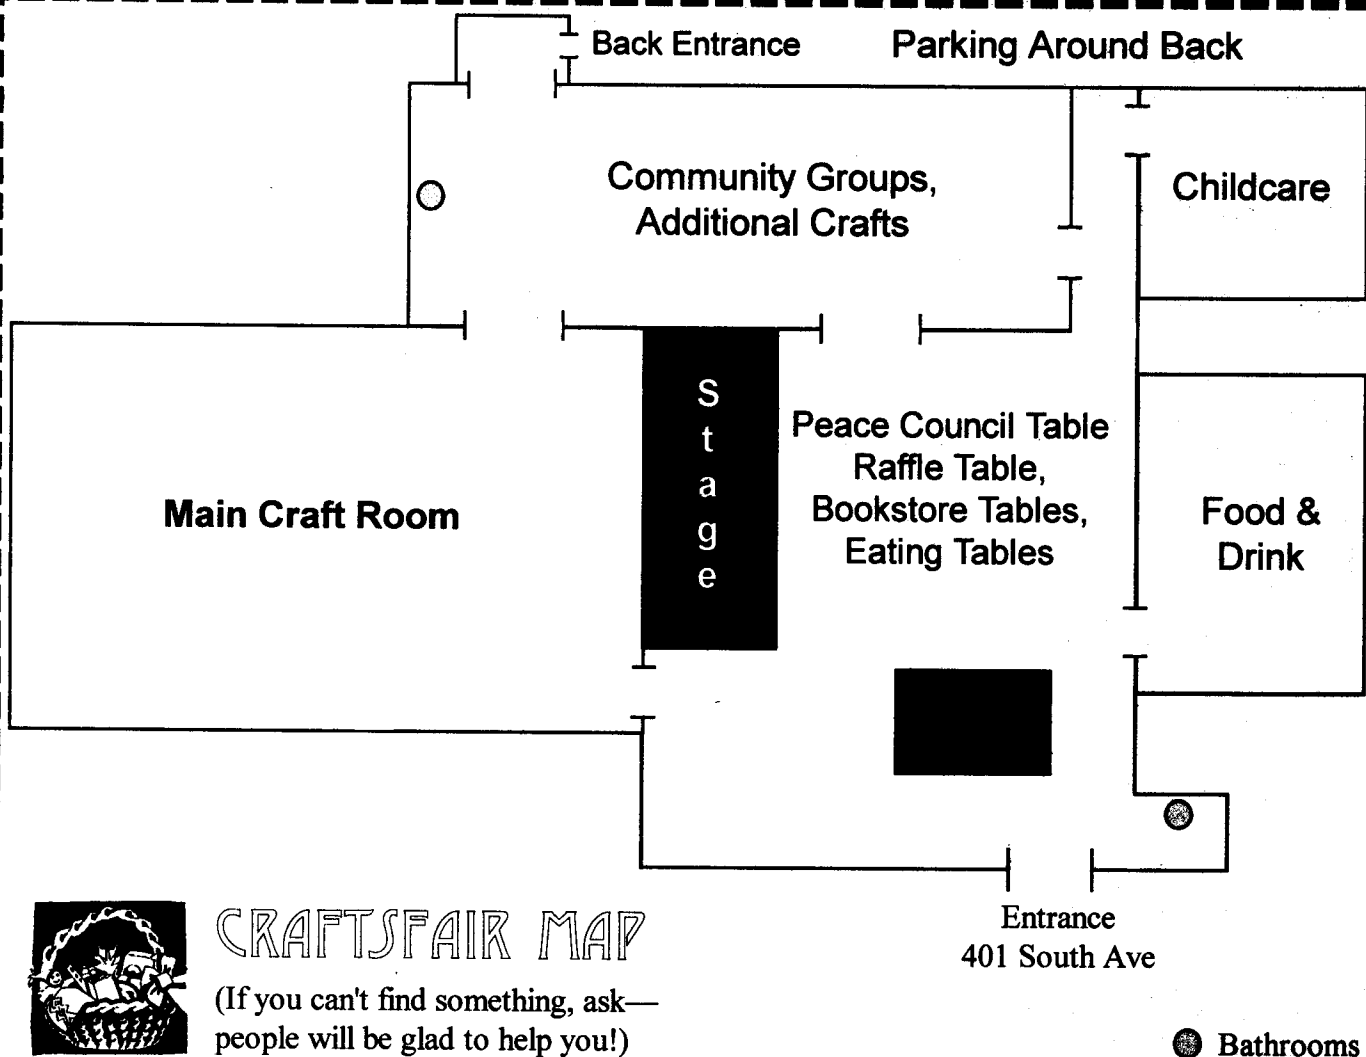 Back Entrance
Parking Around Back
Community Groups,
Additional Crafts
Childcare
Stage
Peace Council Table
Raffle Table,
Bookstore Tables,
Eating Tables
Main Craft Room
Food &
Drink
Entrance
401 South Ave
CRAFTSFAIR MAP
(If you can't find something, ask—
people will be glad to help you!)
Bathrooms